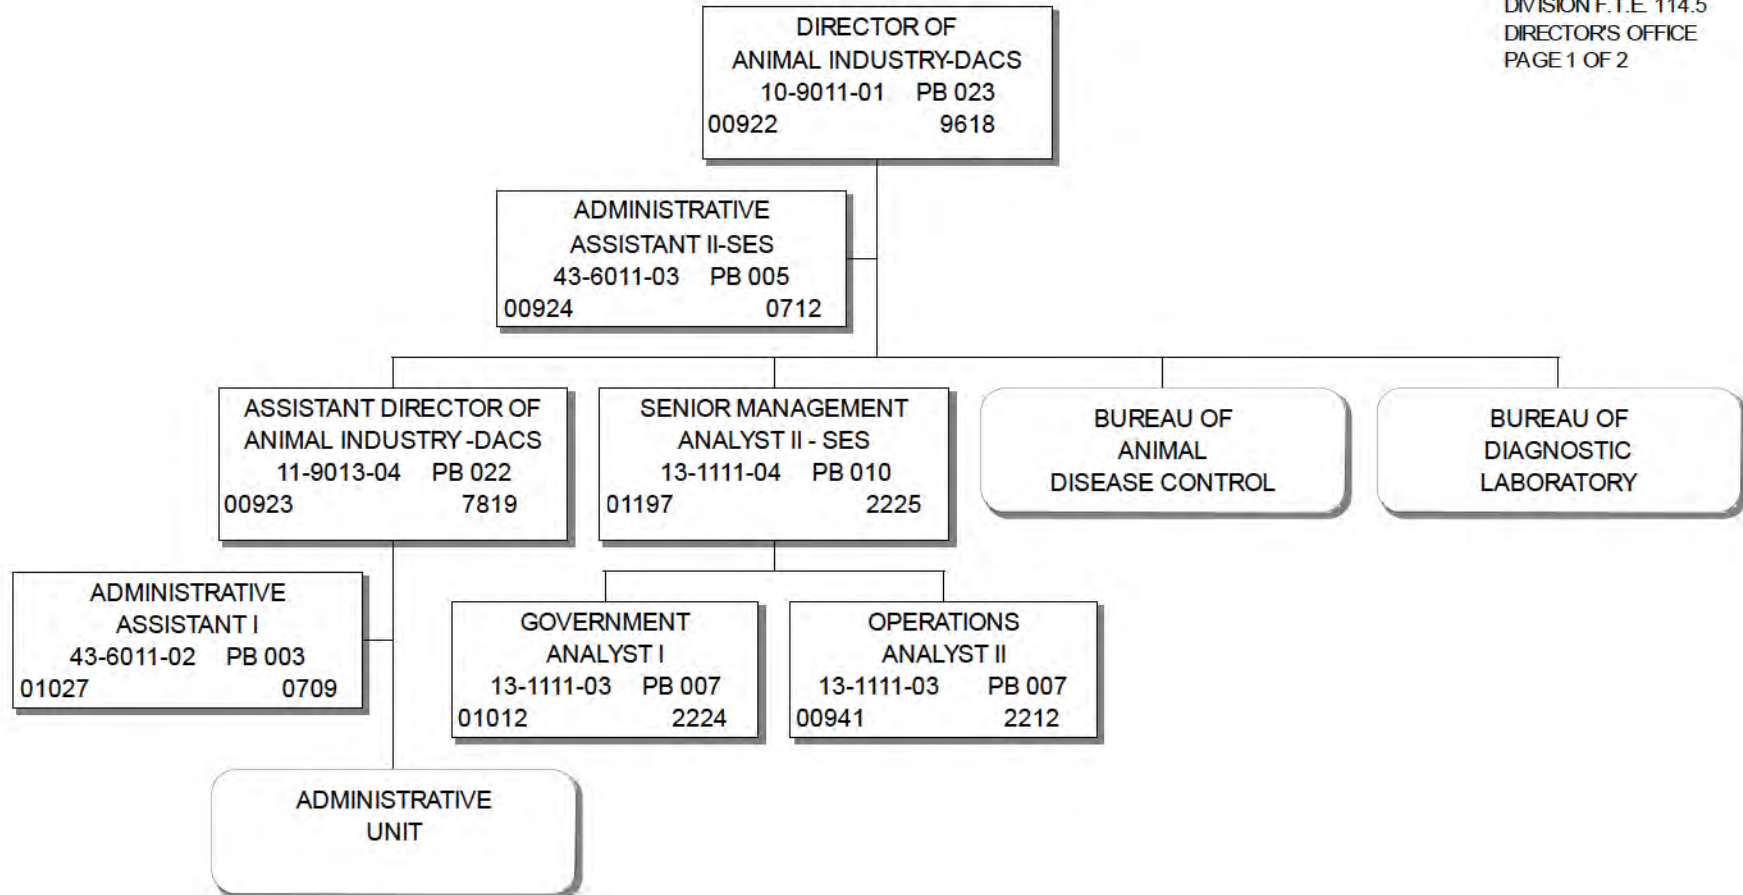 DIVISION F.T.E. 114.5
DIRECTOR'S OFFICE
PAGE 1 OF 2
DIRECTOR OF
ANIMAL INDUSTRY-DACS
10-9011-01 PB 023
00922 9618
ADMINISTRATIVE
ASSISTANT II-SES
43-6011-03 PB 005
00924 0712
ASSISTANT DIRECTOR OF
ANIMAL INDUSTRY -DACS
11-9013-04 PB 022
00923 7819
SENIOR MANAGEMENT
ANALYST II - SES
13-1111-04 PB 010
01197 2225
BUREAU OF
ANIMAL
DISEASE CONTROL
BUREAU OF
DIAGNOSTIC
LABORATORY
ADMINISTRATIVE
ASSISTANT I
43-6011-02 PB 003
01027 0709
GOVERNMENT
ANALYST I
13-1111-03 PB 007
01012 2224
OPERATIONS
ANALYST II
13-1111-03 PB 007
00941 2212
ADMINISTRATIVE
UNIT